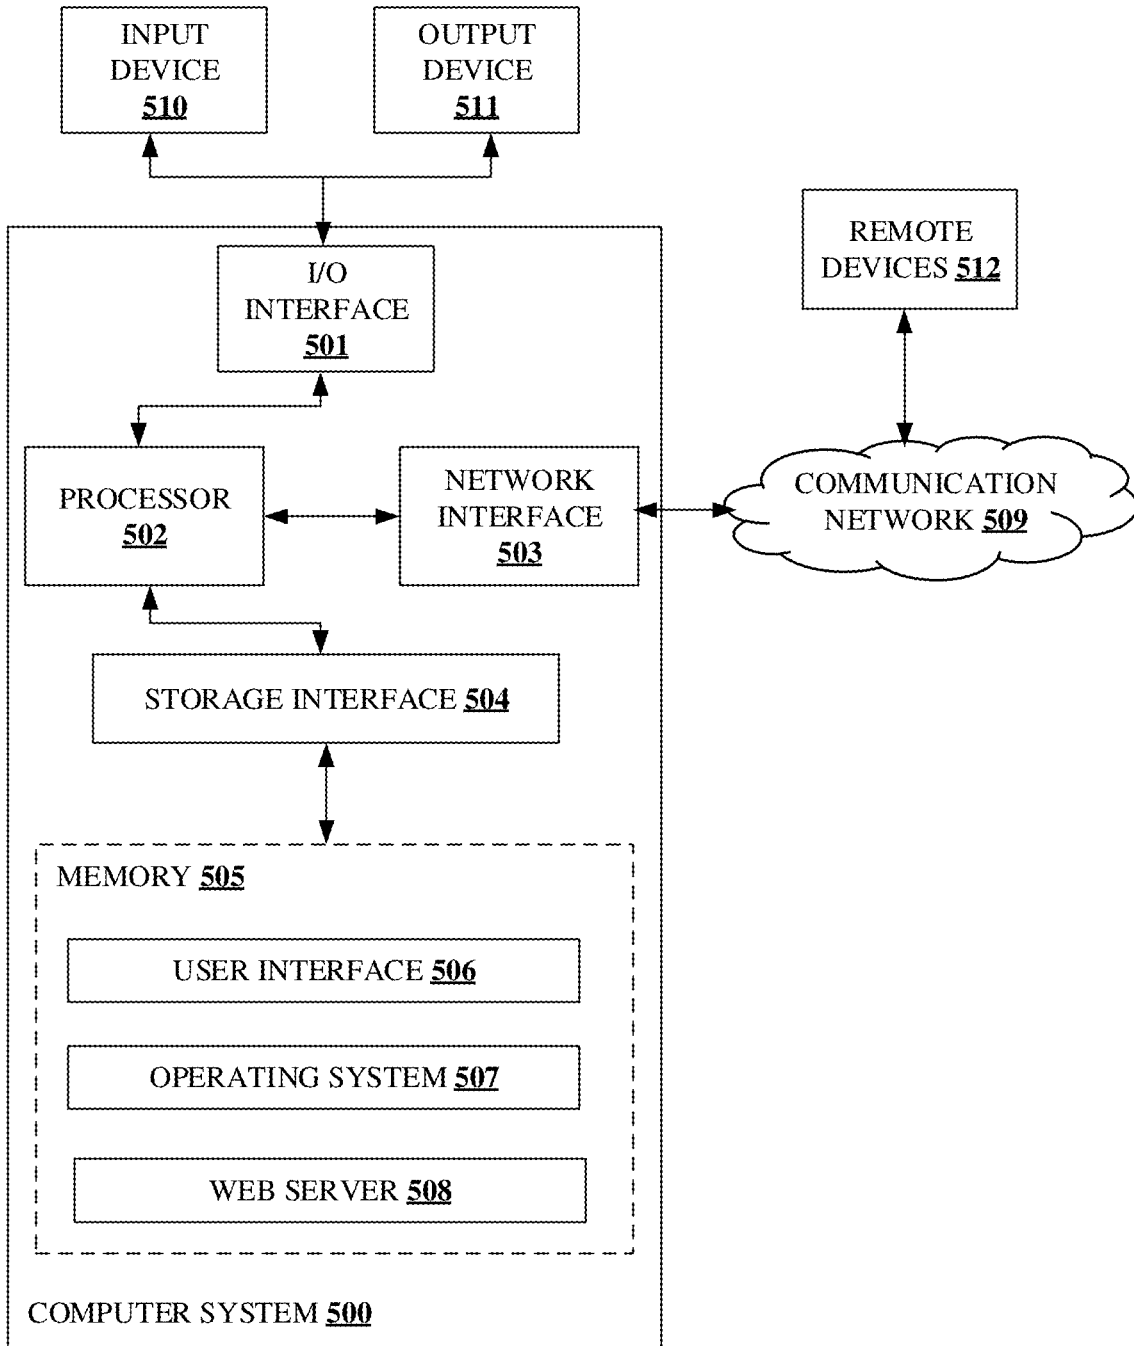 INPUT
DEVICE
510
OUTPUT
DEVICE
511
REMOTE
DEVICES 512
I/O
INTERFACE
501
PROCESSOR
502
NETWORK
INTERFACE
503
COMMUNICATION
NETWORK 509
STORAGE INTERFACE 504
MEMORY 505
USER INTERFACE 506
OPERATING SYSTEM 507
WEB SERVER 508
COMPUTER SYSTEM 500